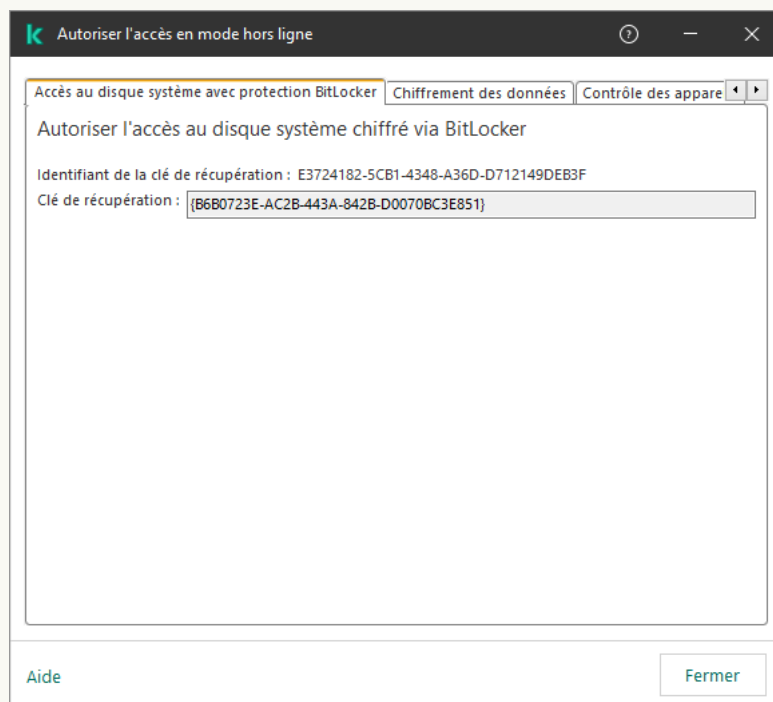 Autoriser l'accès en mode hors ligne
Accès au disque système avec protection BitLocker
Chiffrement des données
Contrôle des appare
Autoriser l'accès au disque système chiffré via BitLocker
Identifiant de la clé de récupération : E3724182-5CB1-4348-A36D-D712149DEB3F
Clé de récupération : {B6B0723E-AC2B-443A-842B-D0070BC3E851}
Aide
Fermer